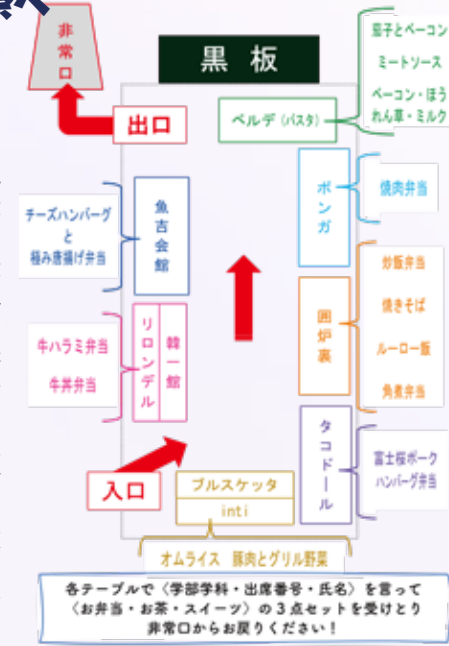 非常口
黒板
出口
ベルデ（パスタ）
茄子とベーコン
ミートソース
ベーコン・ほう
れん草・ミルク
ボンガ
焼肉弁当
魚吉会館
チーズハンバーグ
と
極み唐揚げ弁当
囲炉裏
炒飯弁当
焼きそば
ルーロー飯
角煮弁当
リロンデル
韓一館
牛ハラミ弁当
牛丼弁当
タコドール
富士桜ポーク
ハンバーグ弁当
入口
ブルスケッタ
inti
オムライス 豚肉とグリル野菜
各テーブルで〈学部学科・出席番号・氏名〉を言って
〈お弁当・お茶・スイーツ〉の３点セットを受けとり
非常口からお戻りください！